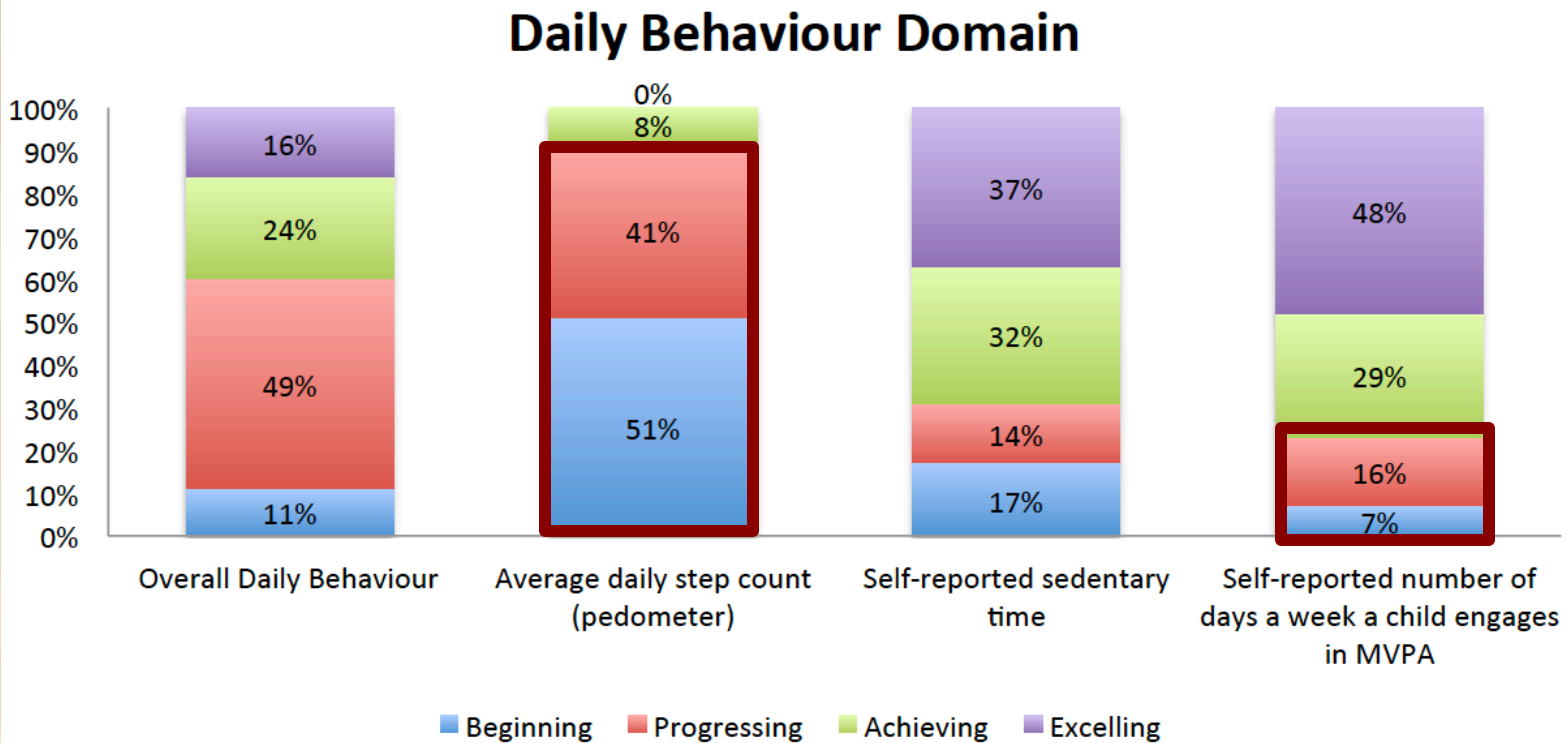 Daily Behaviour Domain
100%
90%
80%
70%
60%
50%
40%
30%
20%
10%
0%
16%
24%
49%
11%
0%
8%
41%
51%
37%
32%
14%
17%
48%
29%
16%
7%
Overall Daily Behaviour
Average daily step count
(pedometer)
Self-reported sedentary
time
Self-reported number of
days a week a child engages
in MVPA
Beginning Progressing Achieving Excelling